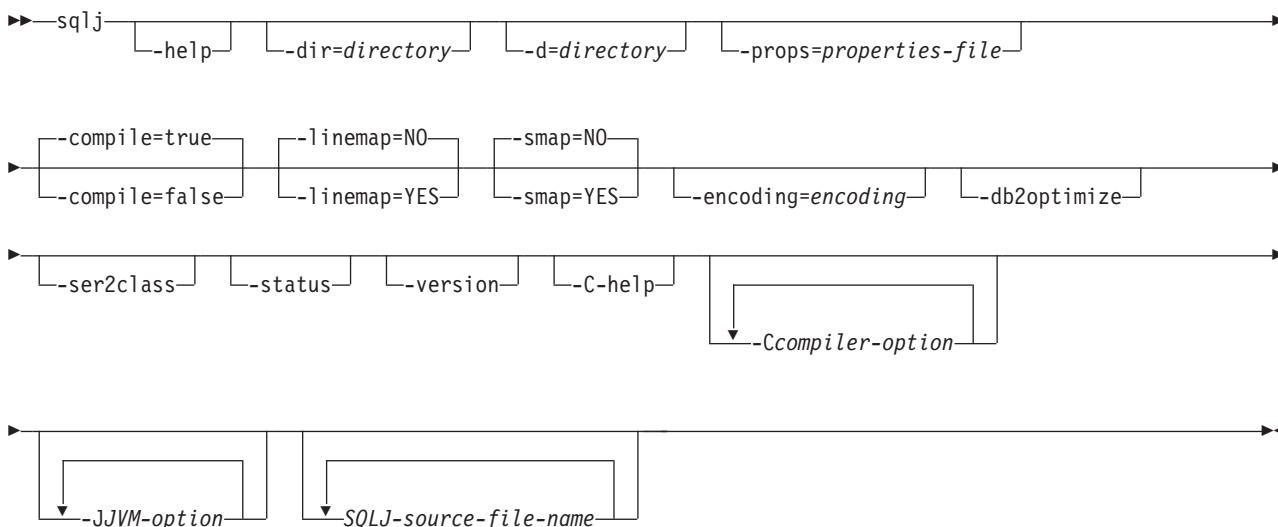 sqlj
-help
-dir=directory
-d=directory
-props=properties-file
-compile=true
-compile=false
-linemap=NO
-linemap=YES
-smap=NO
-smap=YES
-encoding=encoding
-db2optimize
-ser2class
-status
-version
-C-help
-Ccompiler-option
-JJVM-option
SQLJ-source-file-name